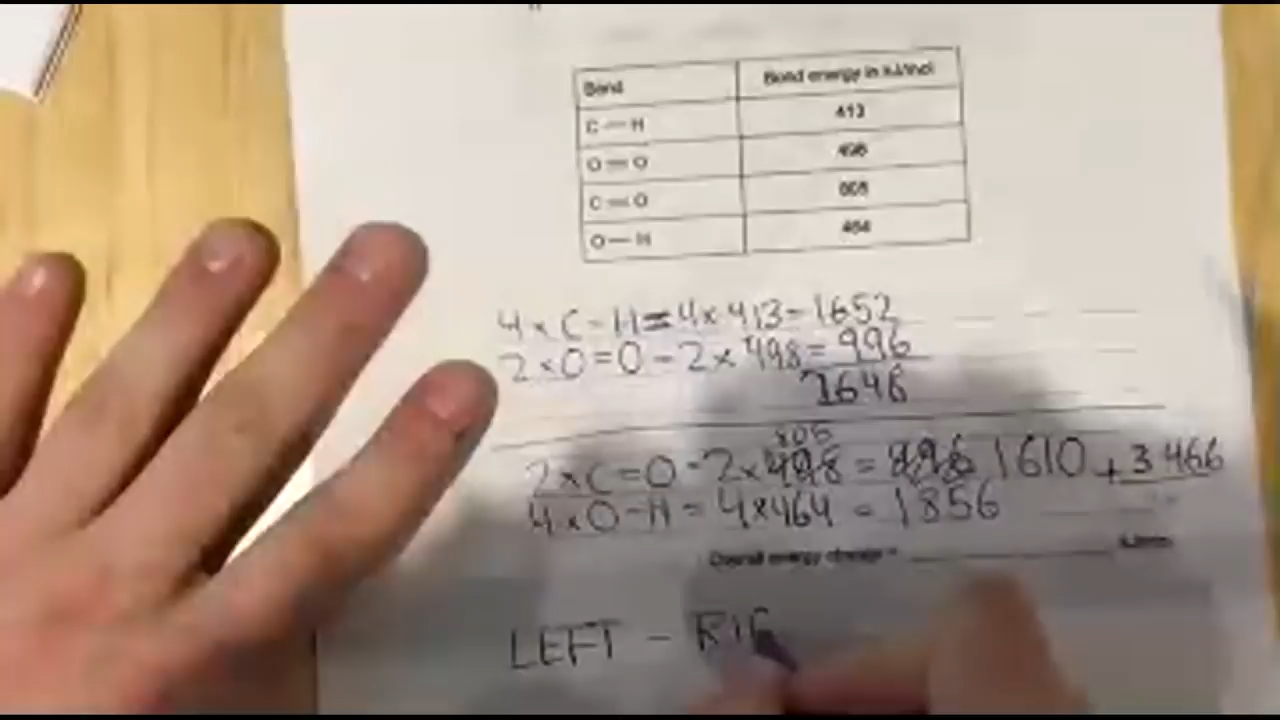 Bond Bond energy in kJ/mol
C — H 413
O = O 498
C = O 805
O — H 464
4 x C - H = 4 x 413 - 1652
2 x O = O - 2 x 498 = 996
2648
805
2 x C = O - 2 x 498 = 996 1610 + 3466
4 x O - H = 4 x 464 = 1856
Overall energy change = kJ/mol
LEFT - RIG